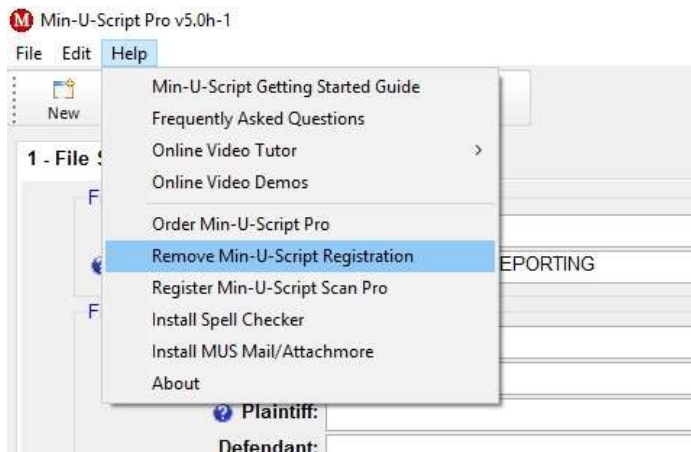 Min-U-Script Pro v5.0h-1
File Edit Help
New
1 - File
Min-U-Script Getting Started Guide
Frequently Asked Questions
Online Video Tutor
Online Video Demos
Order Min-U-Script Pro
Remove Min-U-Script Registration
EPORTING
Register Min-U-Script Scan Pro
Install Spell Checker
Install MUS Mail/Attachmore
About
Plaintiff:
Defendant: